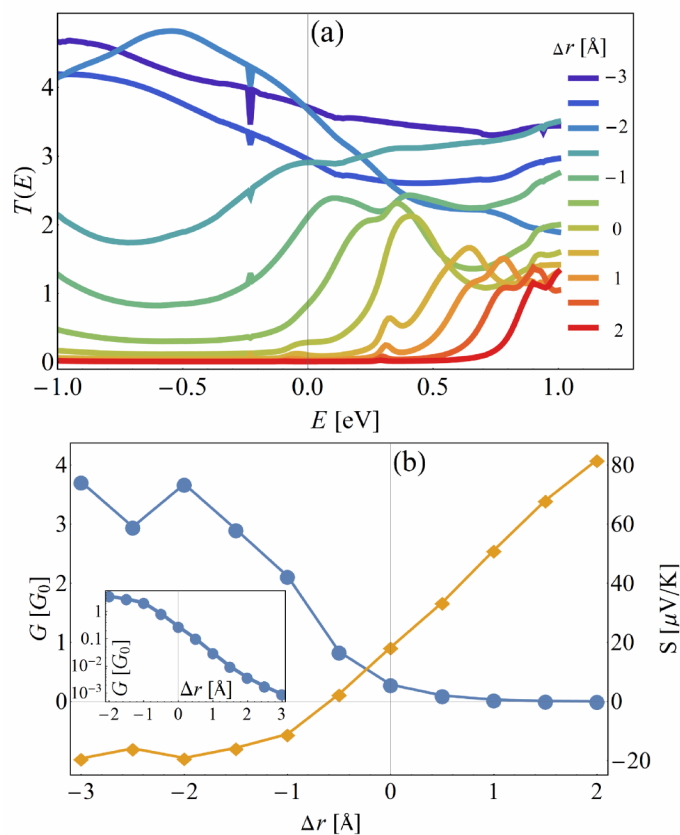 (a)
Δr [Å]
−3
−2
−1
0
1
2
T(E)
4
3
2
1
0
−1.0 −0.5 0.0 0.5 1.0
E [eV]
(b)
G [G0]
4
3
2
1
0
S [μV/K]
80
60
40
20
0
−20
G [G0]
1
0.1
10−2
10−3
Δr [Å]
−2 −1 0 1 2 3
−3 −2 −1 0 1 2
Δr [Å]